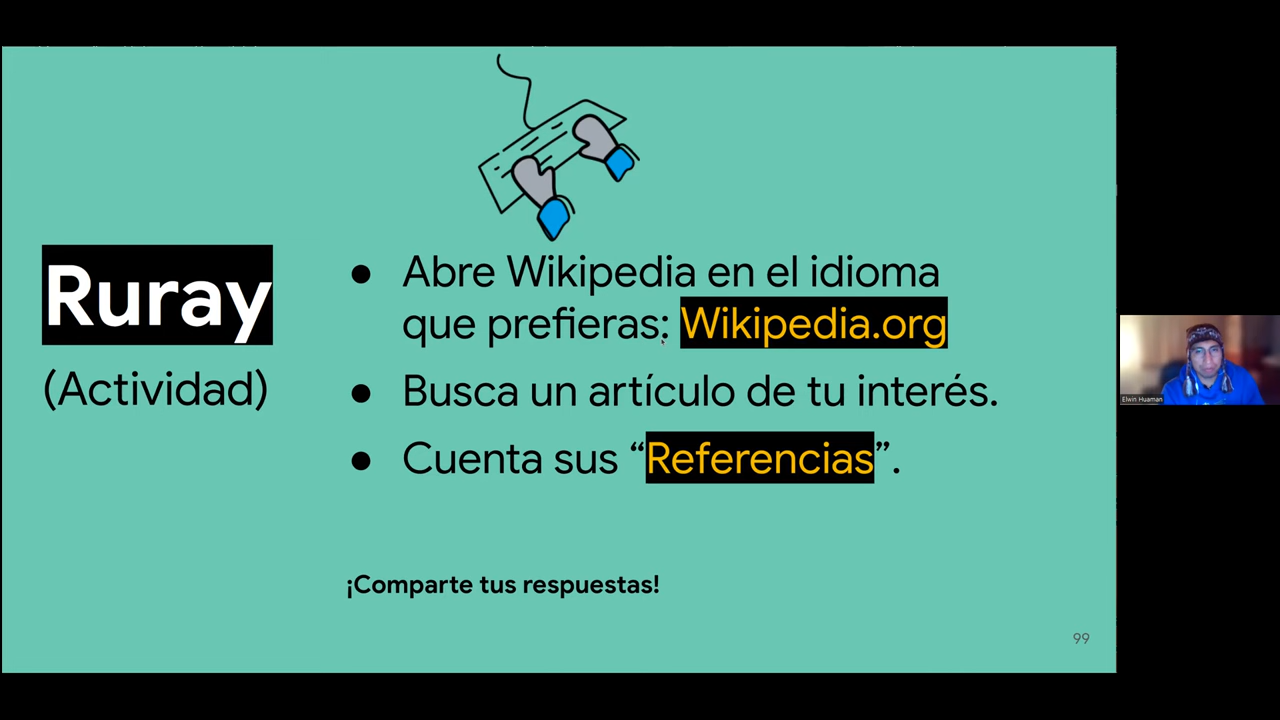 Ruray
(Actividad)
● Abre Wikipedia en el idioma
que prefieras: Wikipedia.org
● Busca un artículo de tu interés.
● Cuenta sus “Referencias”.
¡Comparte tus respuestas!
99
Elwin Huaman